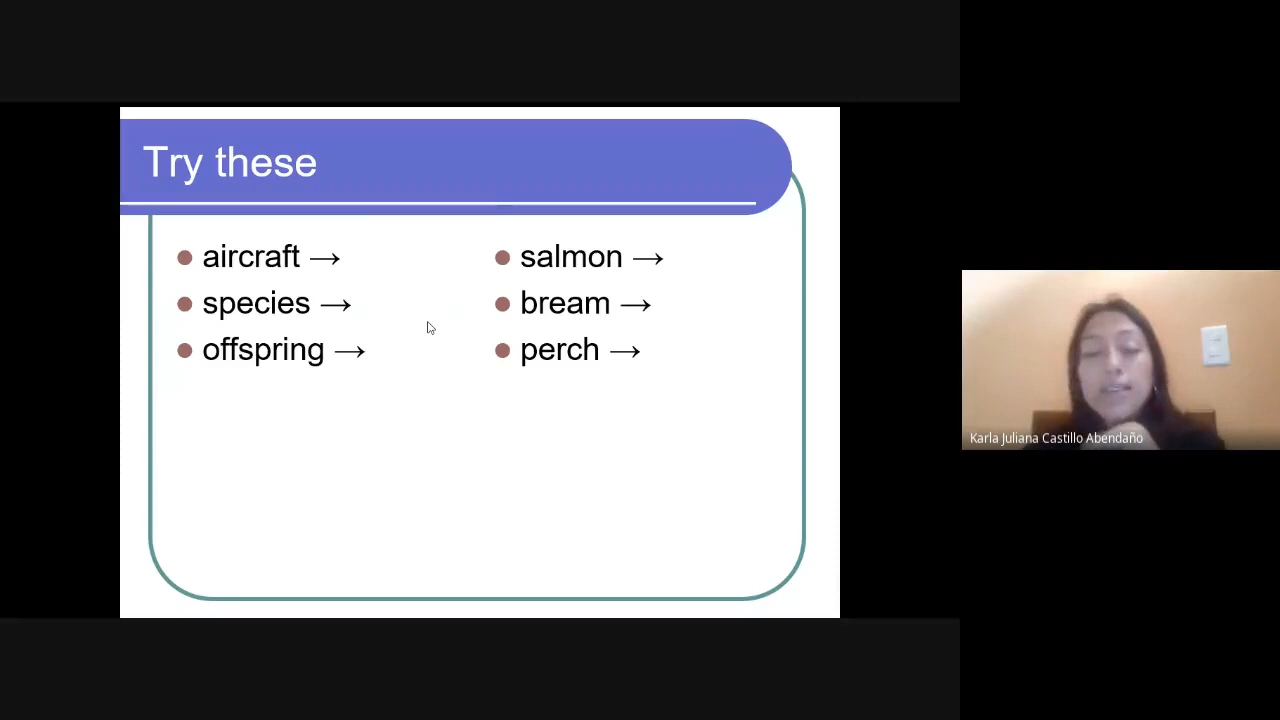 Try these
aircraft →
species →
offspring →
salmon →
bream →
perch →
Karla Juliana Castillo Abendaño